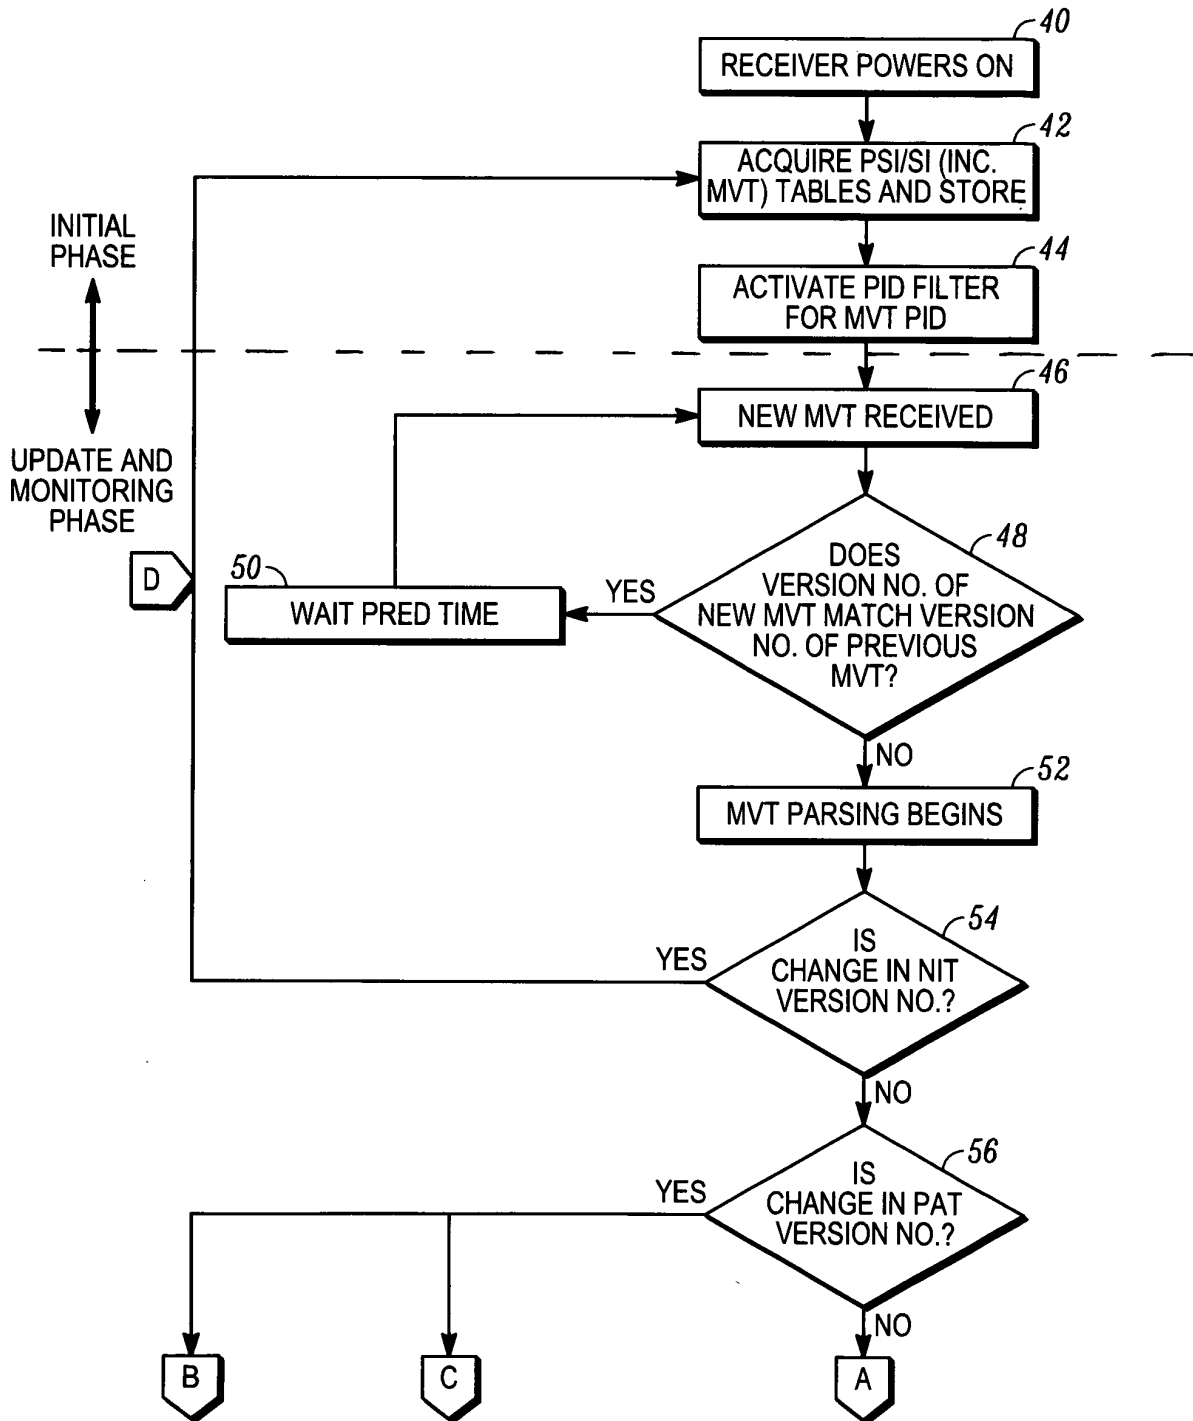 40
RECEIVER POWERS ON
42
ACQUIRE PSI/SI (INC.
MVT) TABLES AND STORE
INITIAL
PHASE
44
ACTIVATE PID FILTER
FOR MVT PID
46
NEW MVT RECEIVED
UPDATE AND
MONITORING
PHASE
48
DOES
VERSION NO. OF
NEW MVT MATCH VERSION
NO. OF PREVIOUS
MVT?
D
50
WAIT PRED TIME
YES
NO
52
MVT PARSING BEGINS
54
IS
CHANGE IN NIT
VERSION NO.?
YES
NO
56
IS
CHANGE IN PAT
VERSION NO.?
YES
NO
B
C
A